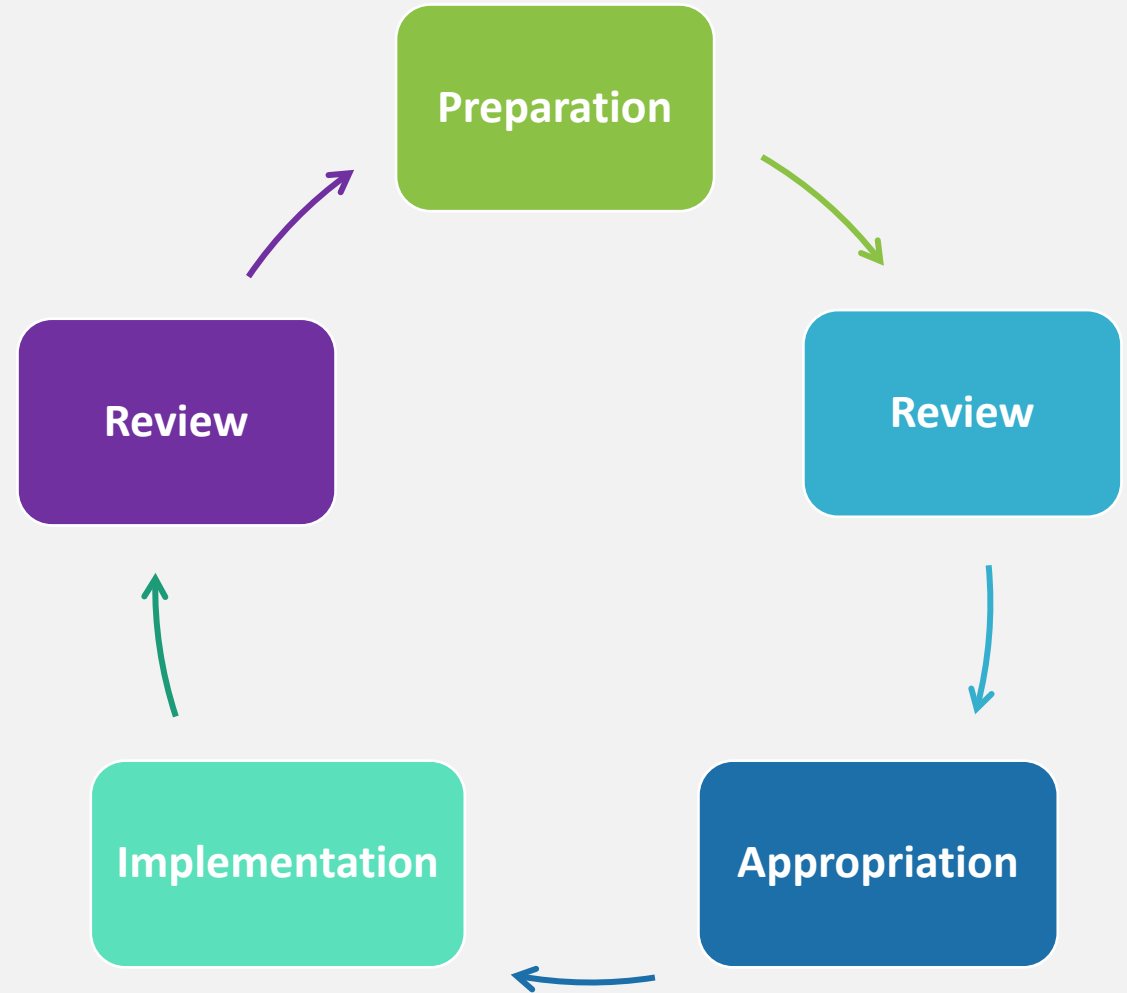 Preparation
Review
Appropriation
Implementation
Review